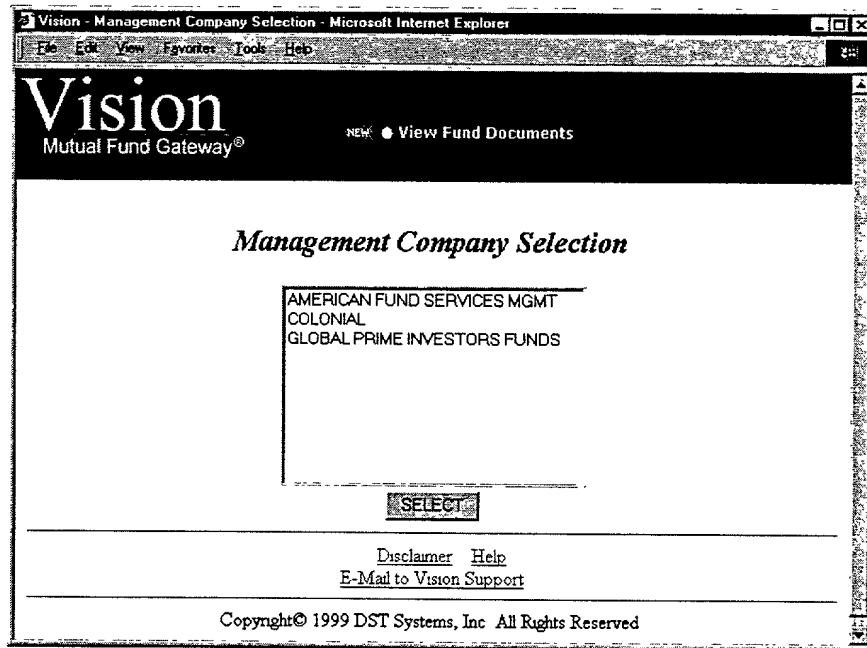 Vision - Management Company Selection - Microsoft Internet Explorer
File Edit View Favorites Tools Help
Vision
Mutual Fund Gateway®
NEW View Fund Documents
Management Company Selection
AMERICAN FUND SERVICES MGMT
COLONIAL
GLOBAL PRIME INVESTORS FUNDS
SELECT
Disclaimer Help
E-Mail to Vision Support
Copyright© 1999 DST Systems, Inc All Rights Reserved